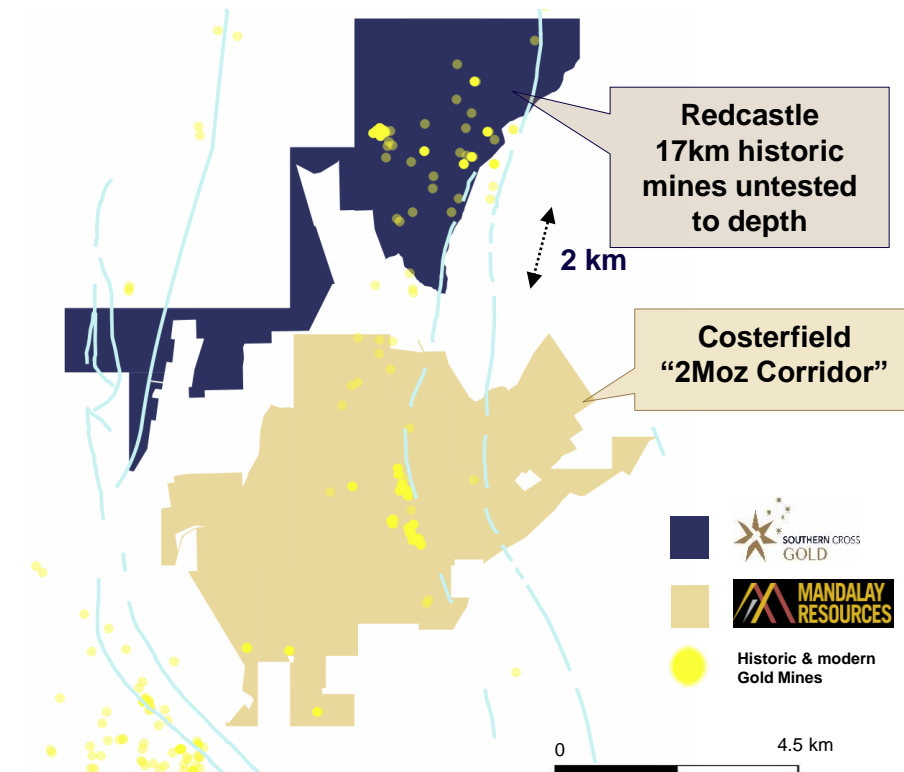 Redcastle
17km historic
mines untested
to depth
2 km
Costerfield
“2Moz Corridor”
SOUTHERN CROSS
GOLD
MANDALAY
RESOURCES
Historic & modern
Gold Mines
0
4.5 km